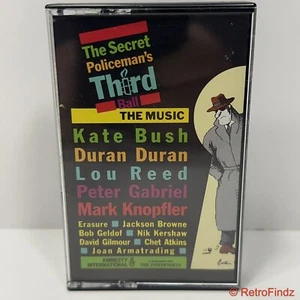 The Secret
Policeman's
Third
Ball
THE MUSIC
Kate Bush
Duran Duran
Lou Reed
Peter Gabriel
Mark Knopfler
Erasure ■ Jackson Browne
Bob Geldof ■ Nik Kershaw
David Gilmour ■ Chet Atkins
■ Joan Armatrading ■
AMNESTY
INTERNATIONAL
RetroFindz